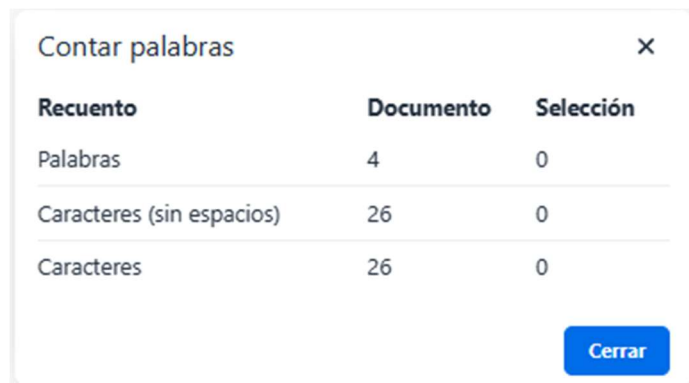 Contar palabras ✕
Recuento Documento Selección
Palabras 4 0
Caracteres (sin espacios) 26 0
Caracteres 26 0
Cerrar